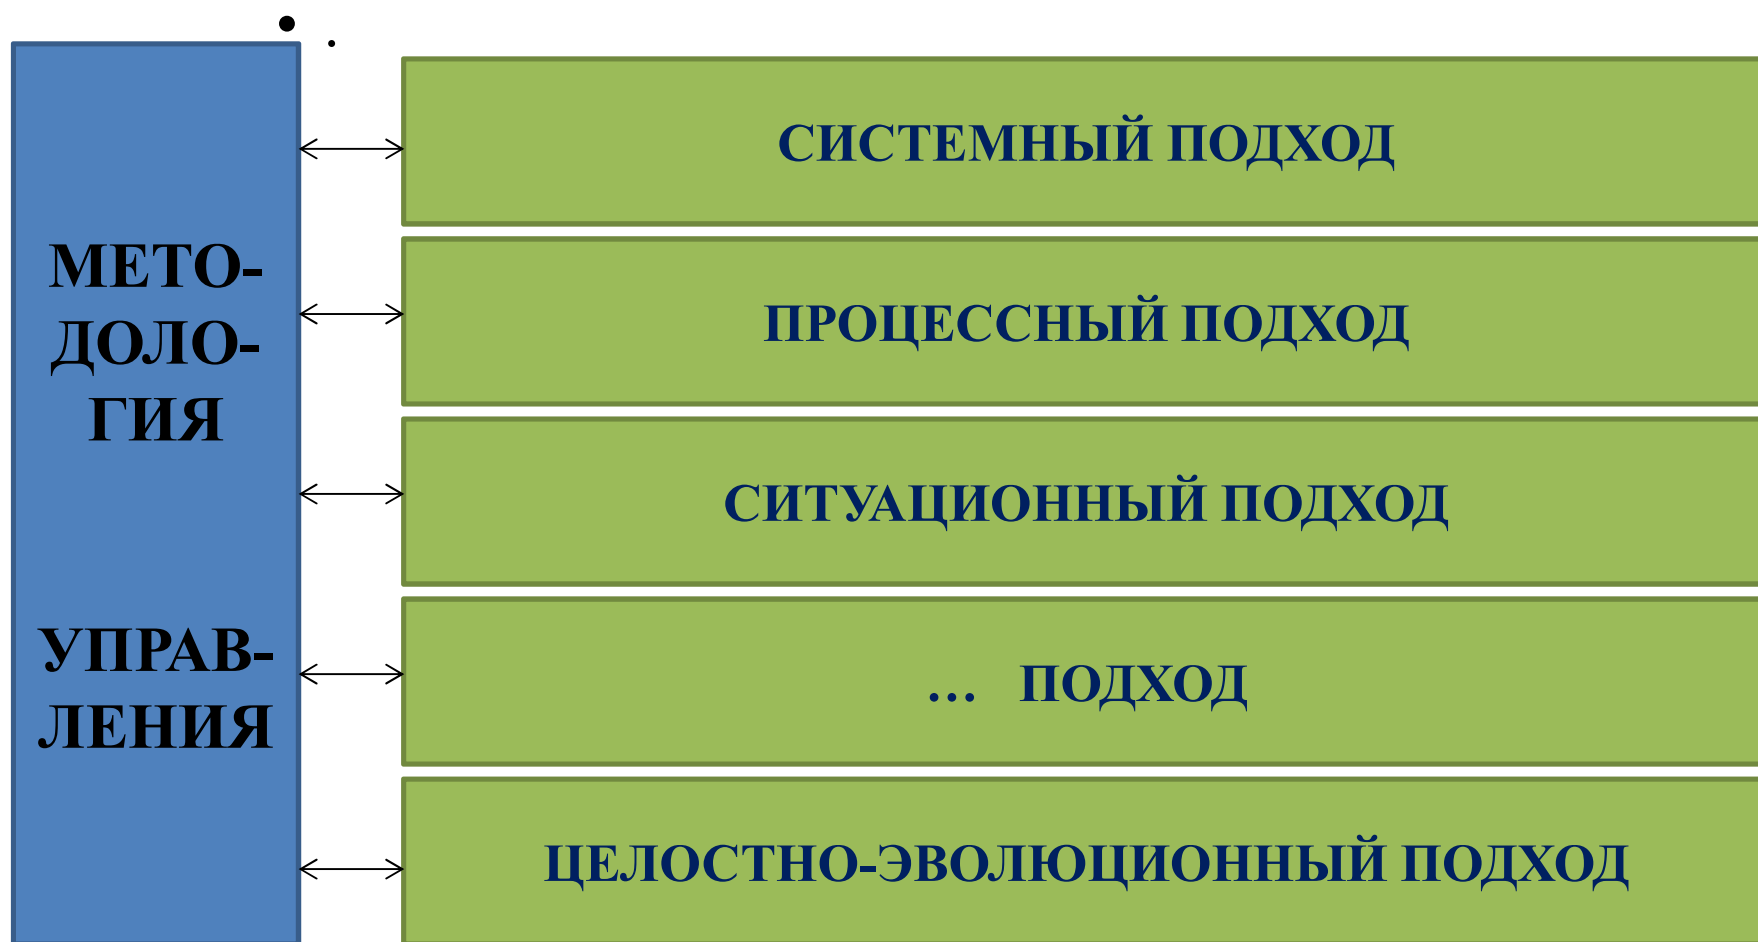 МЕТО-
ДОЛО-
ГИЯ
УПРАВ-
ЛЕНИЯ
СИСТЕМНЫЙ ПОДХОД
ПРОЦЕССНЫЙ ПОДХОД
СИТУАЦИОННЫЙ ПОДХОД
… ПОДХОД
ЦЕЛОСТНО-ЭВОЛЮЦИОННЫЙ ПОДХОД